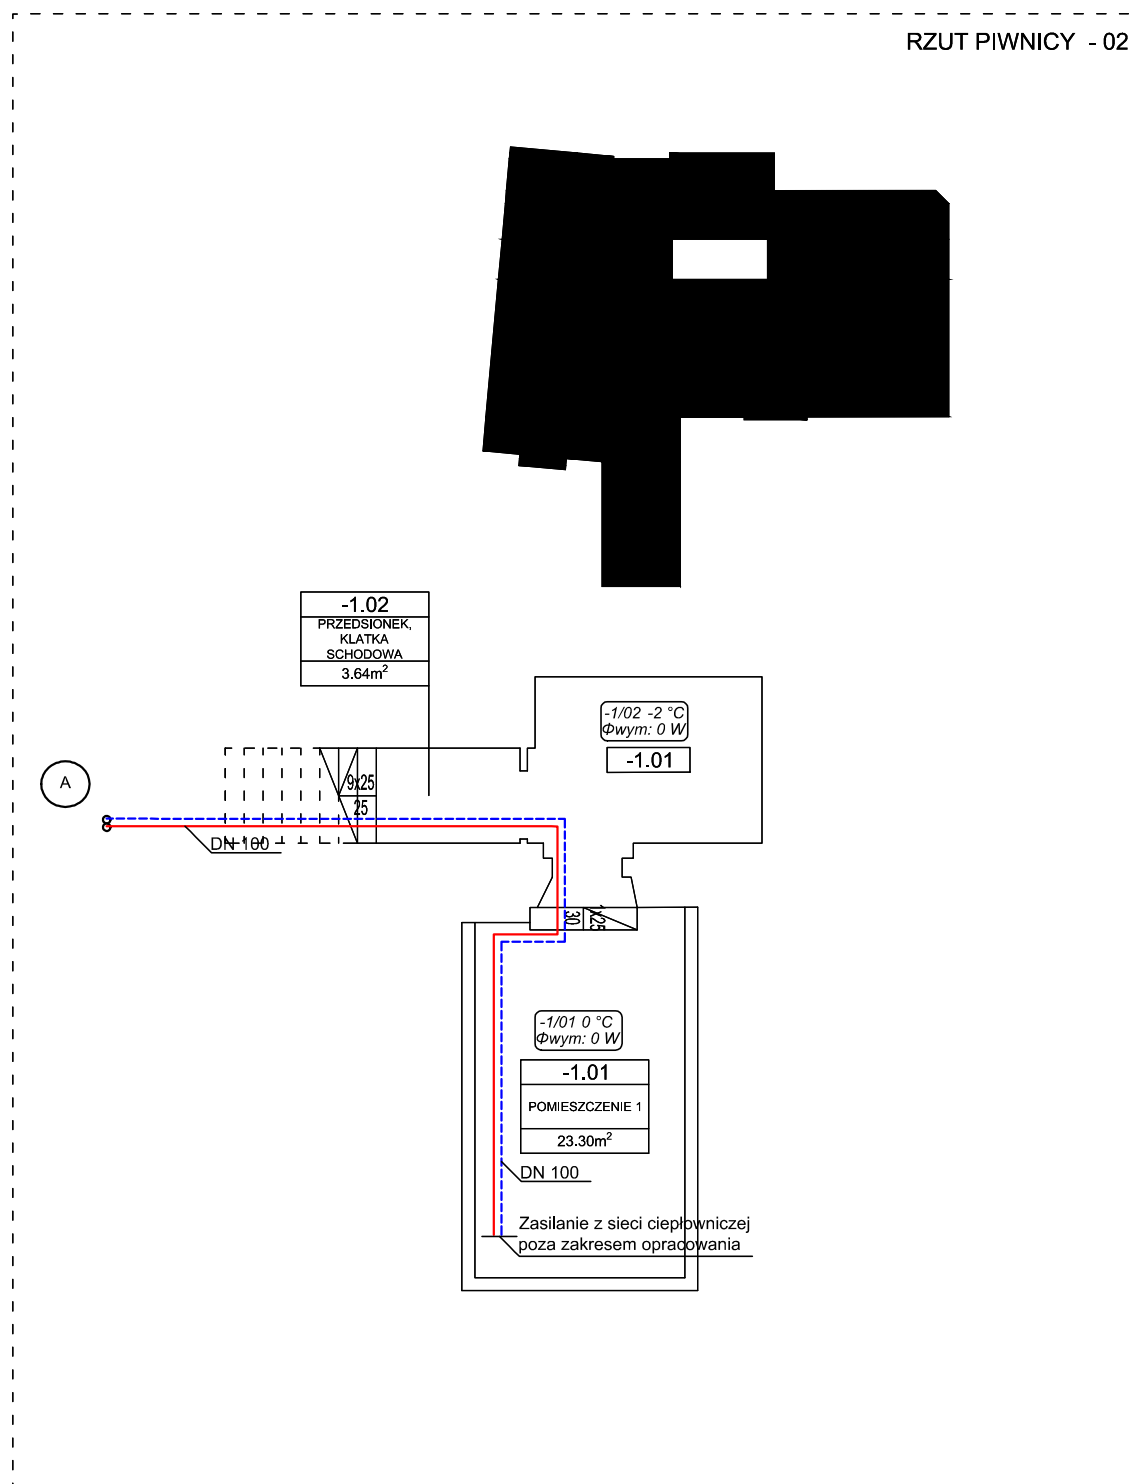 RZUT PIWNICY - 02
-1.02
PRZEDSIONEK,
KLATKA
SCHODOWA
3.64m²
-1/02 -2 °C
Φwym: 0 W
-1.01
A
9x25
25
DN 100
30
1x25
-1/01 0 °C
Φwym: 0 W
-1.01
POMIESZCZENIE 1
23.30m²
DN 100
Zasilanie z sieci ciepłowniczej
poza zakresem opracowania